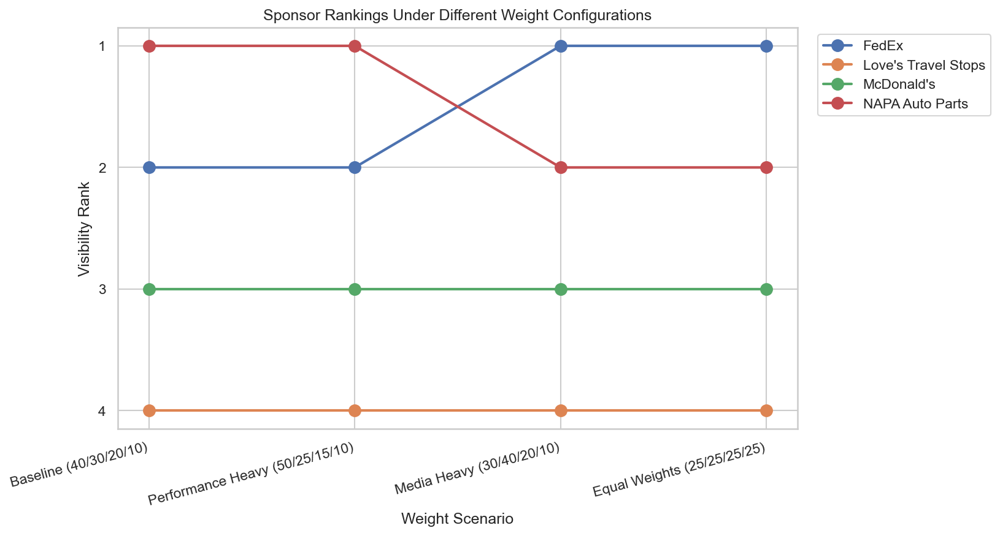 Sponsor Rankings Under Different Weight Configurations
Visibility Rank
1
2
3
4
Baseline (40/30/20/10)
Performance Heavy (50/25/15/10)
Media Heavy (30/40/20/10)
Equal Weights (25/25/25/25)
Weight Scenario
FedEx
Love's Travel Stops
McDonald's
NAPA Auto Parts